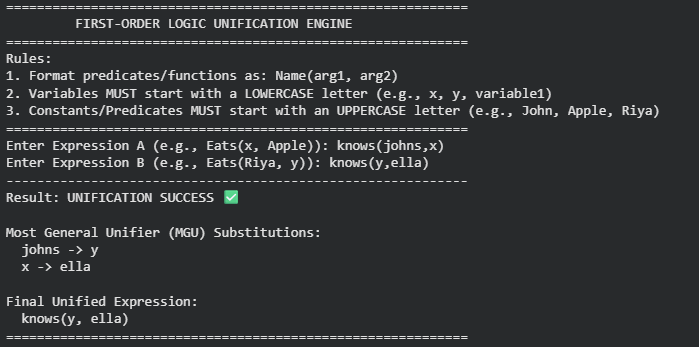 ============================================================
FIRST-ORDER LOGIC UNIFICATION ENGINE
============================================================
Rules:
1. Format predicates/functions as: Name(arg1, arg2)
2. Variables MUST start with a LOWERCASE letter (e.g., x, y, variable1)
3. Constants/Predicates MUST start with an UPPERCASE letter (e.g., John, Apple, Riya)
============================================================
Enter Expression A (e.g., Eats(x, Apple)): knows(johns,x)
Enter Expression B (e.g., Eats(Riya, y)): knows(y,ella)
------------------------------------------------------------
Result: UNIFICATION SUCCESS ✅
Most General Unifier (MGU) Substitutions:
johns -> y
x -> ella
Final Unified Expression:
knows(y, ella)
============================================================